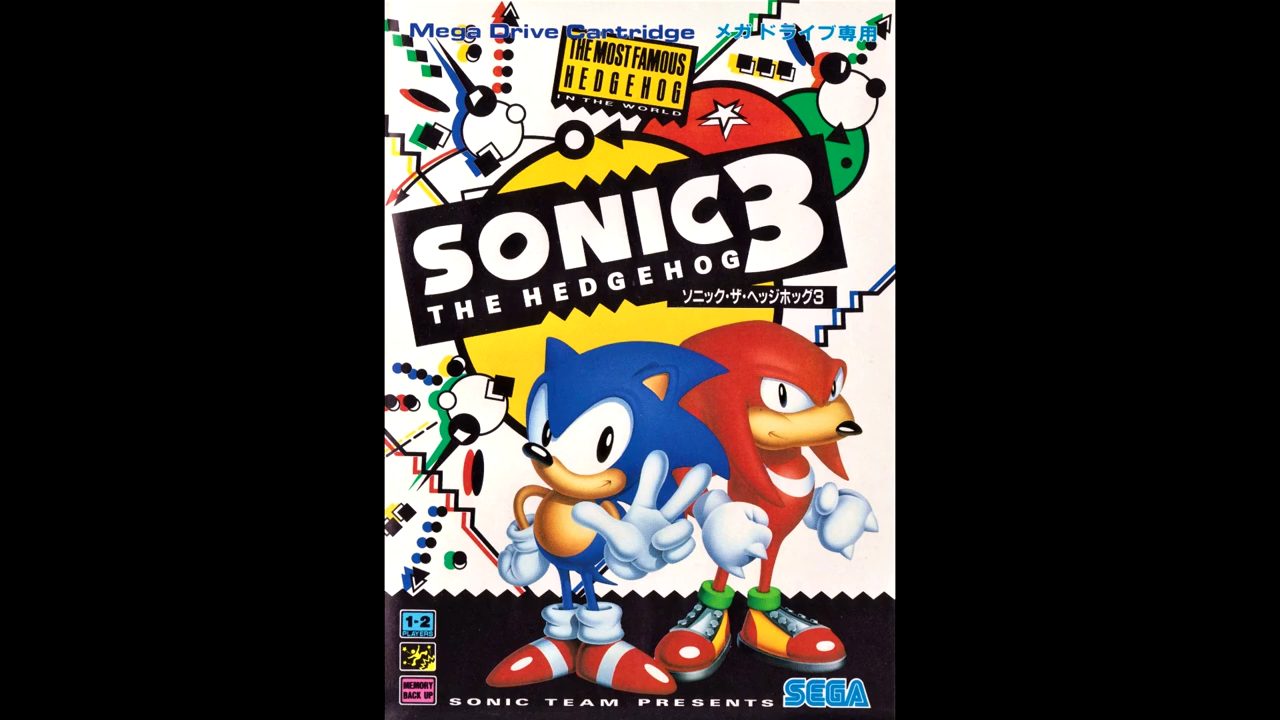 Mega Drive Cartridge メガドライブ専用
THE MOST FAMOUS
HEDGEHOG
IN THE WORLD
SONIC 3
THE HEDGEHOG
ソニック・ザ・ヘッジホッグ3
1-2
PLAYERS
MEMORY
BACK UP
SONIC TEAM PRESENTS SEGA